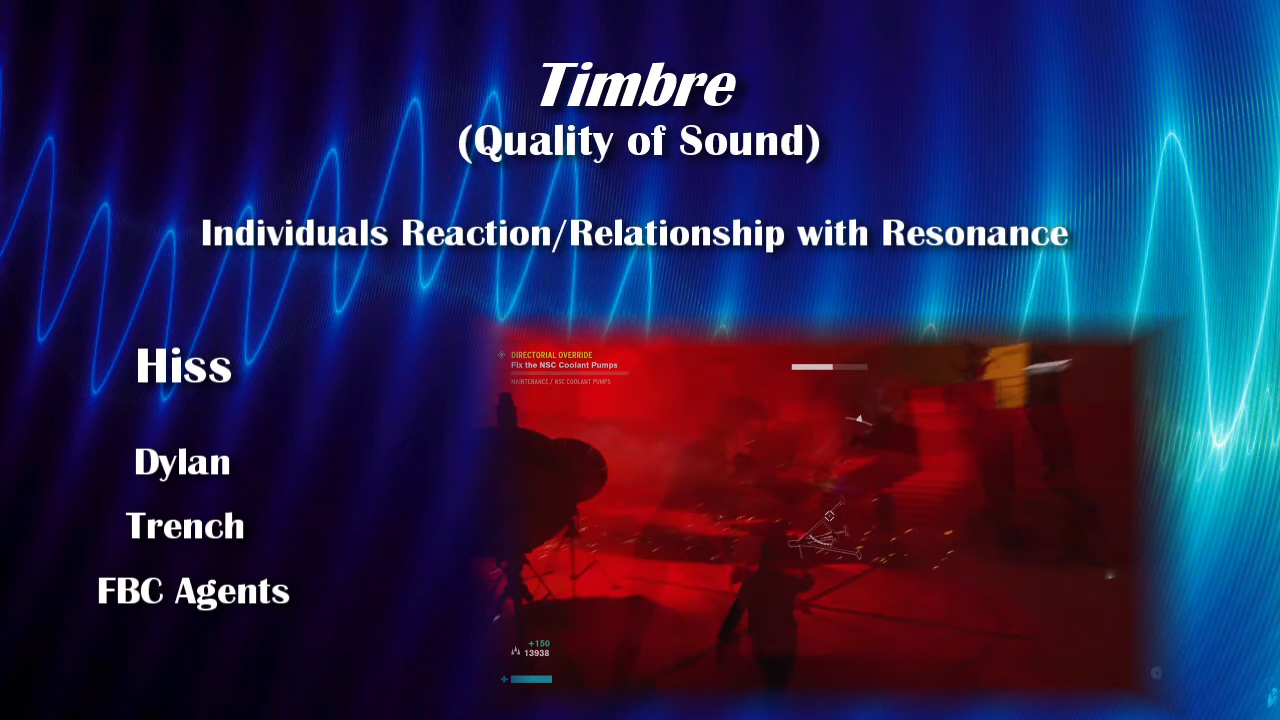 Timbre
(Quality of Sound)
Individuals Reaction/Relationship with Resonance
Hiss
Dylan
Trench
FBC Agents
DIRECTORIAL OVERRIDE
Fix the NSC Coolant Pumps
MAINTENANCE / NSC COOLANT PUMPS
+150
13938